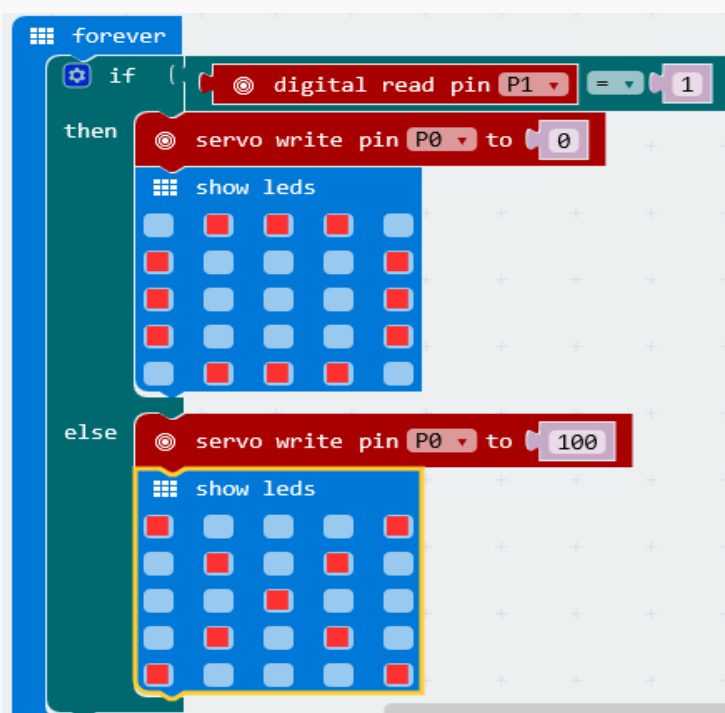 forever
if digital read pin P1 = 1
then servo write pin P0 to 0
show leds
else servo write pin P0 to 100
show leds